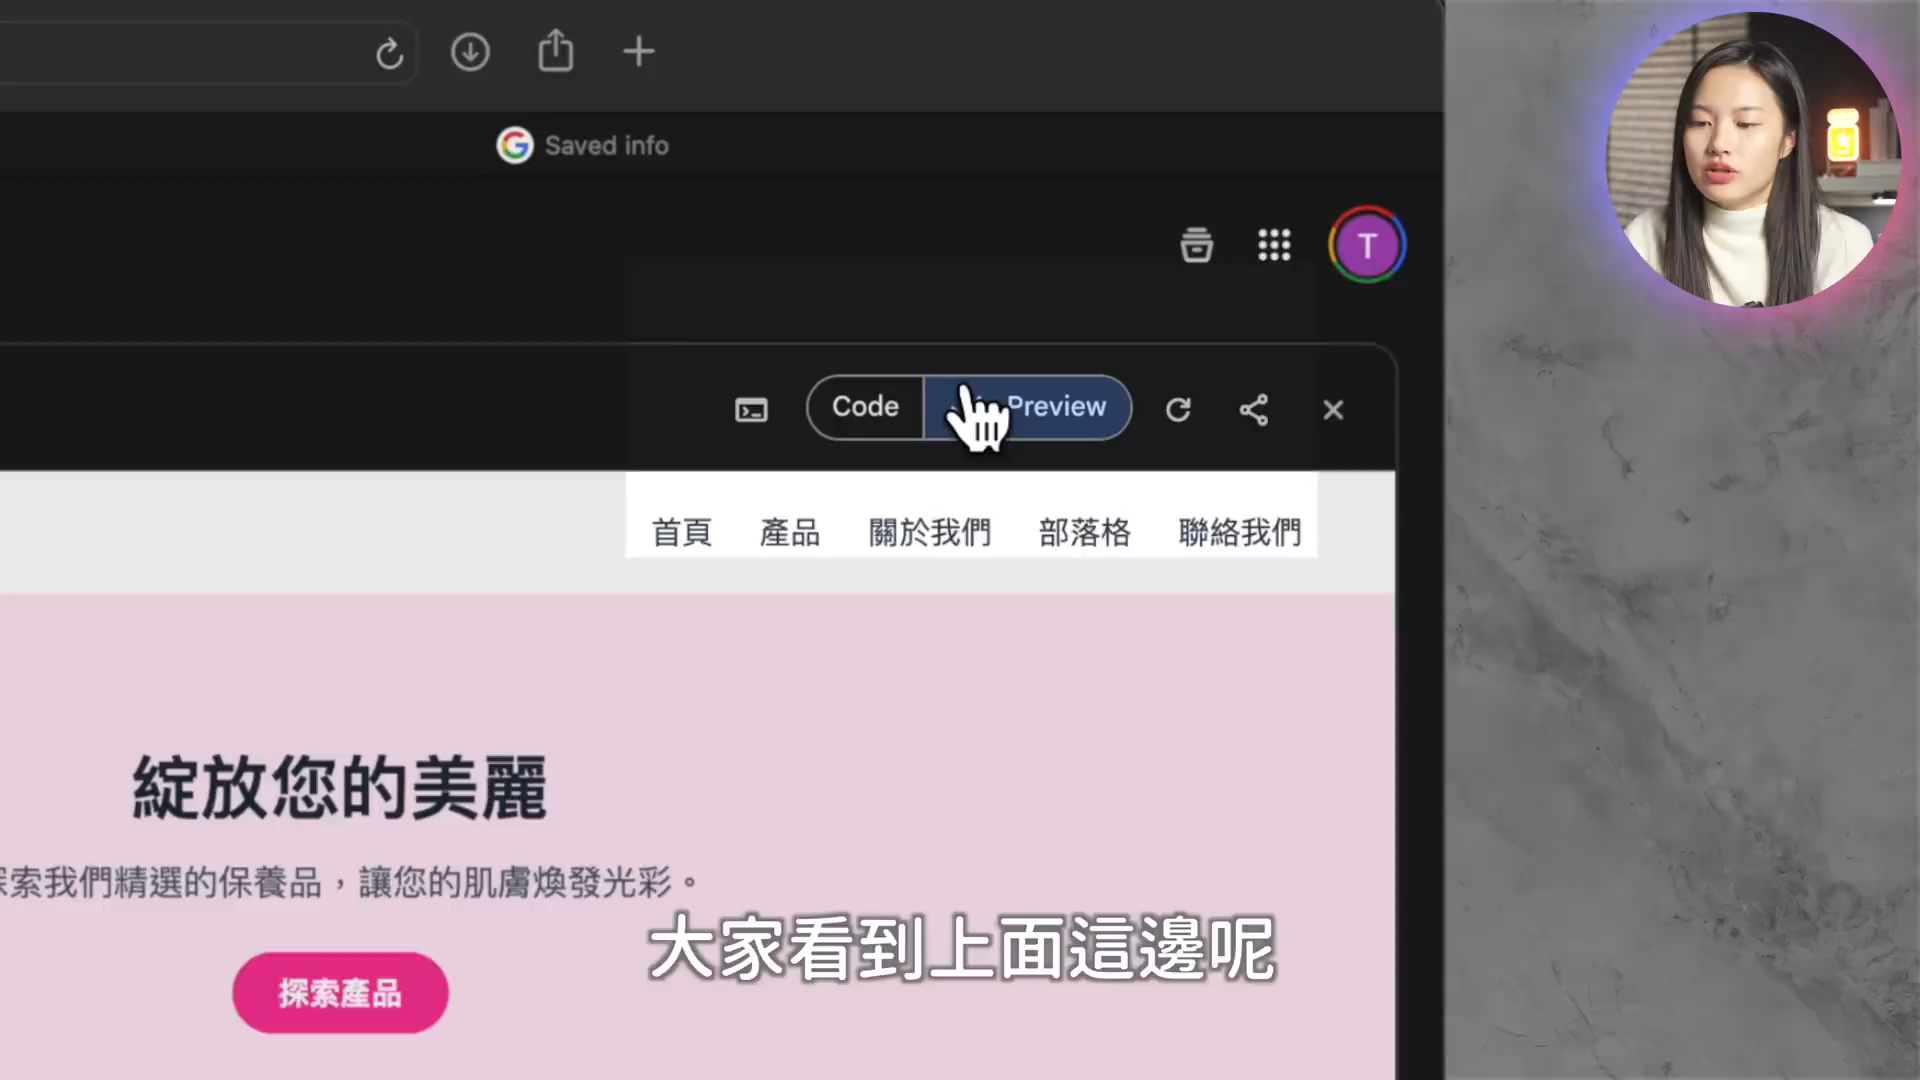 Saved info
T
Code
Preview
首頁 產品 關於我們 部落格 聯絡我們
綻放您的美麗
索我們精選的保養品，讓您的肌膚煥發光彩。
探索產品
大家看到上面這邊呢